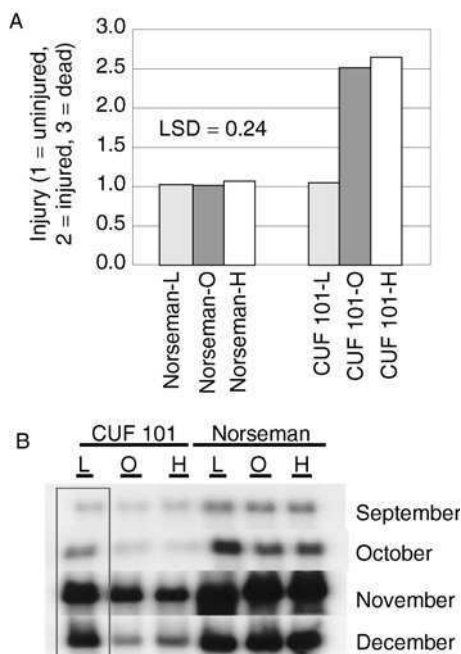 A
Injury (1 = uninjured,
2 = injured, 3 = dead)
3.0
2.5
2.0
1.5
1.0
0.5
0.0
LSD = 0.24
Norseman-L
Norseman-O
Norseman-H
CUF 101-L
CUF 101-O
CUF 101-H
B
CUF 101 Norseman
L O H L O H
September
October
November
December